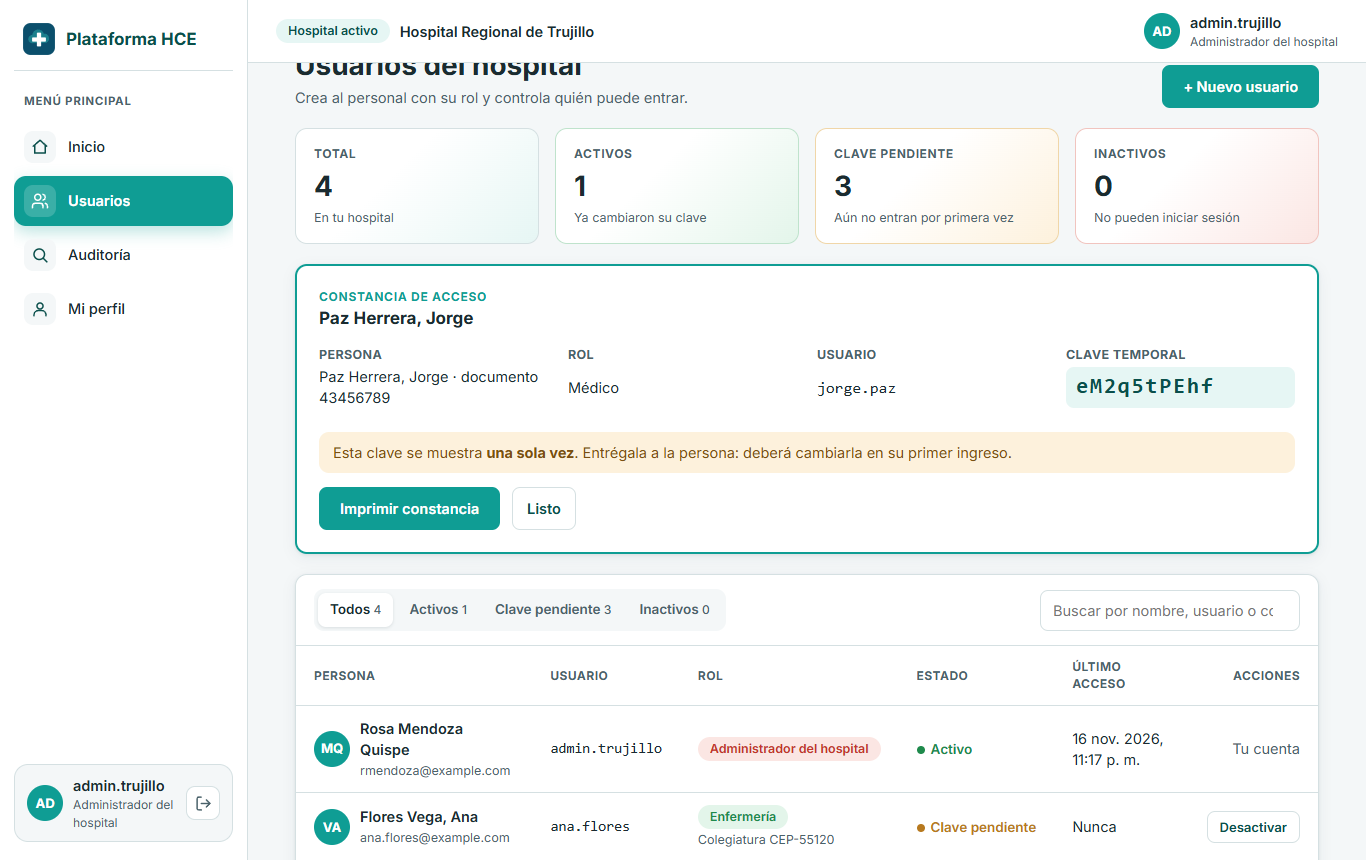 Plataforma HCE
MENÚ PRINCIPAL
Inicio
Usuarios
Auditoría
Mi perfil
AD
admin.trujillo
Administrador del
hospital
Hospital activo
Hospital Regional de Trujillo
AD
admin.trujillo
Administrador del hospital
Usuarios del hospital
Crea al personal con su rol y controla quién puede entrar.
+ Nuevo usuario
TOTAL
4
En tu hospital
ACTIVOS
1
Ya cambiaron su clave
CLAVE PENDIENTE
3
Aún no entran por primera vez
INACTIVOS
0
No pueden iniciar sesión
CONSTANCIA DE ACCESO
Paz Herrera, Jorge
PERSONA
Paz Herrera, Jorge · documento
43456789
ROL
Médico
USUARIO
jorge.paz
CLAVE TEMPORAL
eM2q5tPEhf
Esta clave se muestra una sola vez. Entrégala a la persona: deberá cambiarla en su primer ingreso.
Imprimir constancia
Listo
Todos 4
Activos 1
Clave pendiente 3
Inactivos 0
Buscar por nombre, usuario o cc
PERSONA
USUARIO
ROL
ESTADO
ÚLTIMO
ACCESO
ACCIONES
MQ
Rosa Mendoza
Quispe
rmendoza@example.com
admin.trujillo
Administrador del hospital
Activo
16 nov. 2026,
11:17 p. m.
Tu cuenta
VA
Flores Vega, Ana
ana.flores@example.com
ana.flores
Enfermería
Colegiatura CEP-55120
Clave pendiente
Nunca
Desactivar